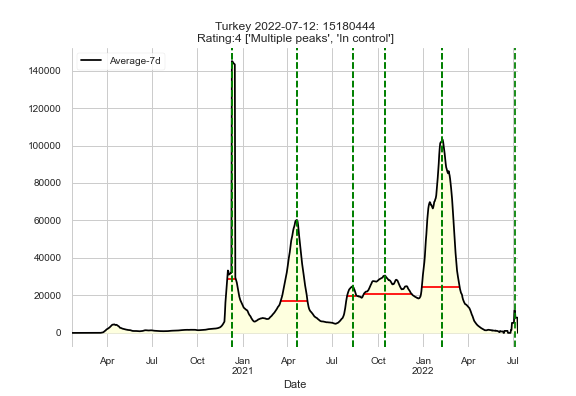 Turkey 2022-07-12: 15180444
Rating:4 ['Multiple peaks', 'In control']
Average-7d
140000
120000
100000
80000
60000
40000
20000
0
Apr Jul Oct Jan Apr Jul Oct Jan Apr Jul
2021 2022
Date